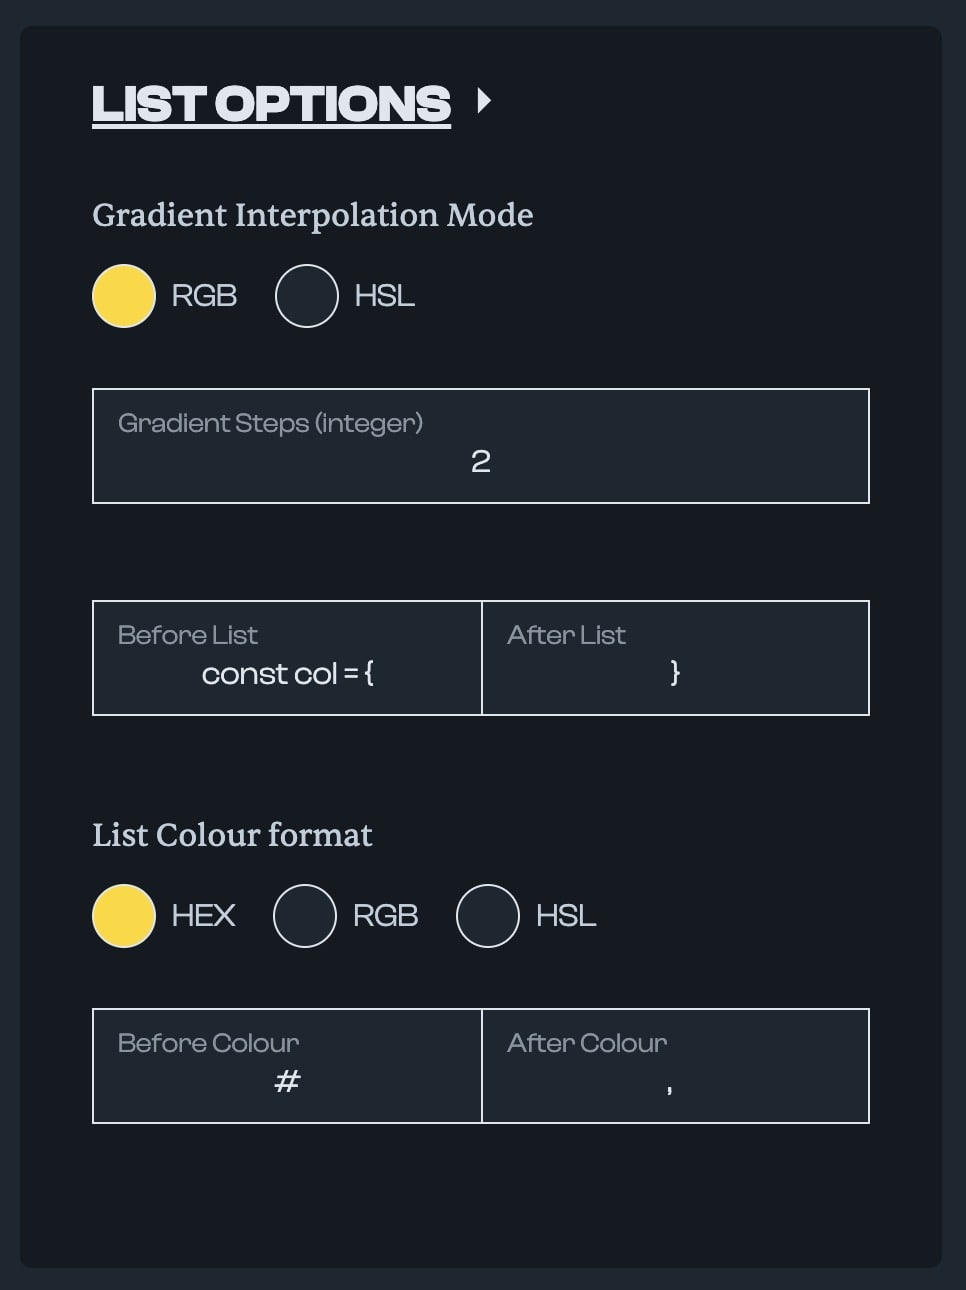 LIST OPTIONS
Gradient Interpolation Mode
RGB HSL
Gradient Steps (integer)
2
Before List After List
const col = { }
List Colour format
HEX RGB HSL
Before Colour After Colour
# ,